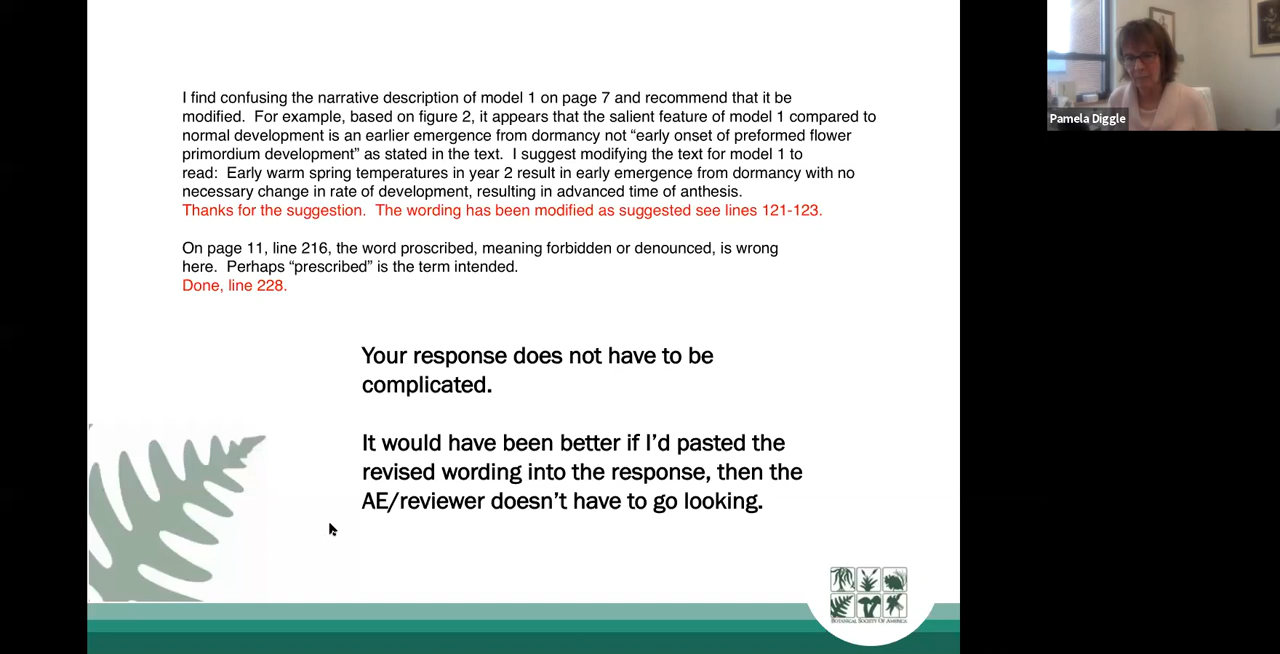 I find confusing the narrative description of model 1 on page 7 and recommend that it be
modified.  For example, based on figure 2, it appears that the salient feature of model 1 compared to
normal development is an earlier emergence from dormancy not “early onset of preformed flower
primordium development” as stated in the text.  I suggest modifying the text for model 1 to
read:  Early warm spring temperatures in year 2 result in early emergence from dormancy with no
necessary change in rate of development, resulting in advanced time of anthesis.
Thanks for the suggestion.  The wording has been modified as suggested see lines 121-123.
On page 11, line 216, the word proscribed, meaning forbidden or denounced, is wrong
here.  Perhaps “prescribed” is the term intended.
Done, line 228.
Your response does not have to be
complicated.
It would have been better if I’d pasted the
revised wording into the response, then the
AE/reviewer doesn’t have to go looking.
BOTANICAL SOCIETY OF AMERICA
Pamela Diggle